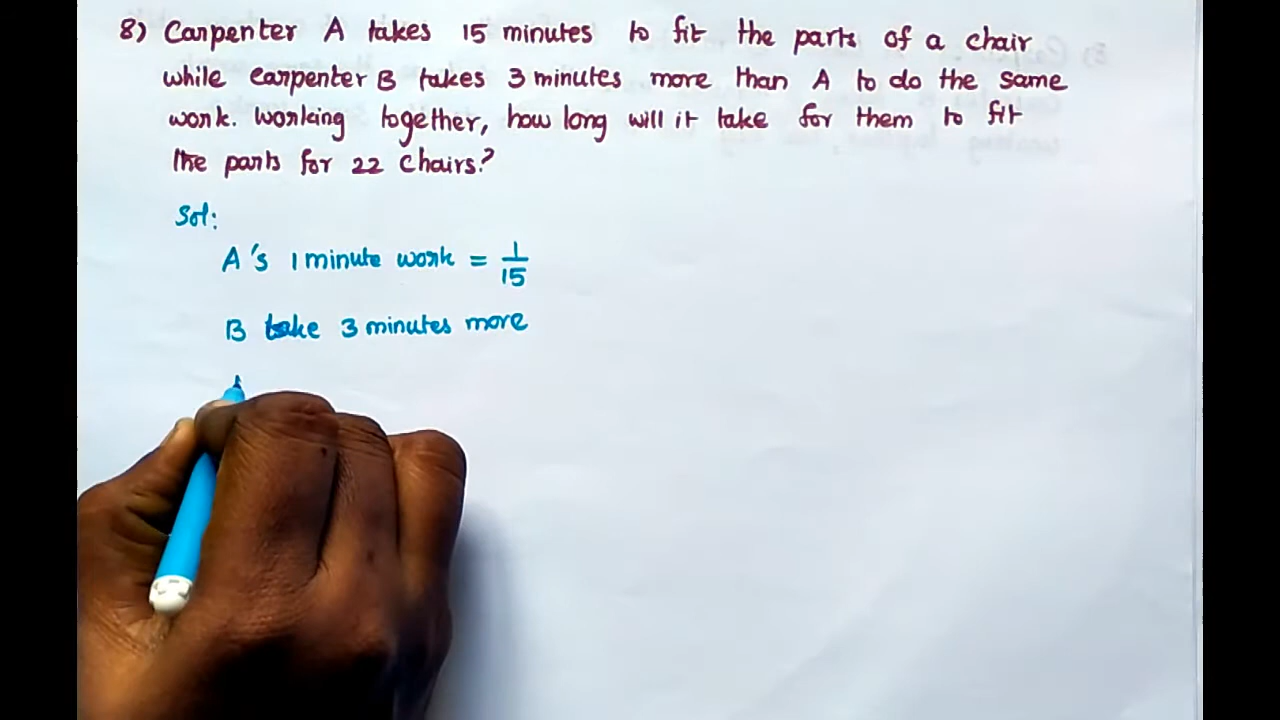 8) Carpenter A takes 15 minutes to fit the parts of a chair
while carpenter B takes 3 minutes more than A to do the same
work. Working together, how long will it take for them to fit
the parts for 22 chairs?
Sol:
A's 1 minute work = 1/15
B take 3 minutes more